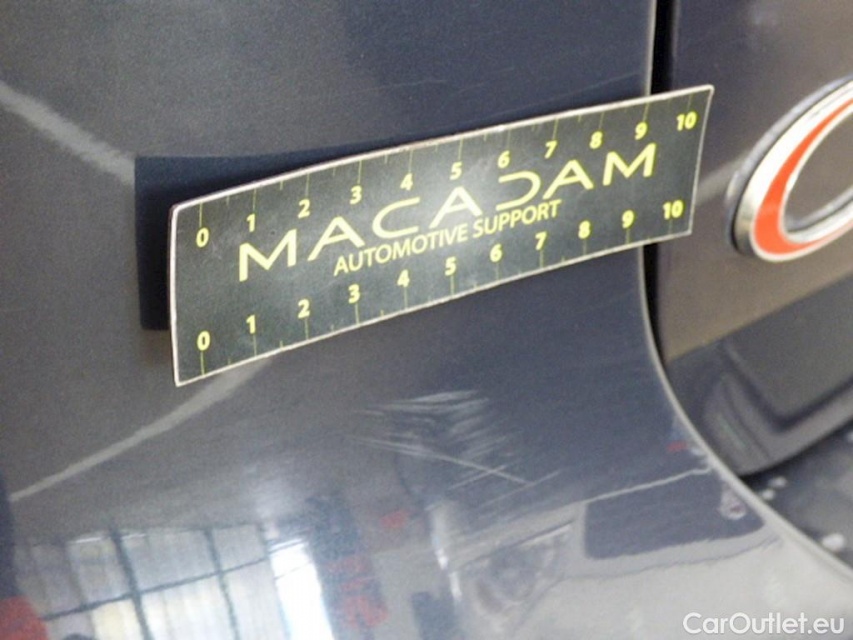 0 1 2 3 4 5 6 7 8 9 10
MACADAM
AUTOMOTIVE SUPPORT
0 1 2 3 4 5 6 7 8 9 10
CarOutlet.eu